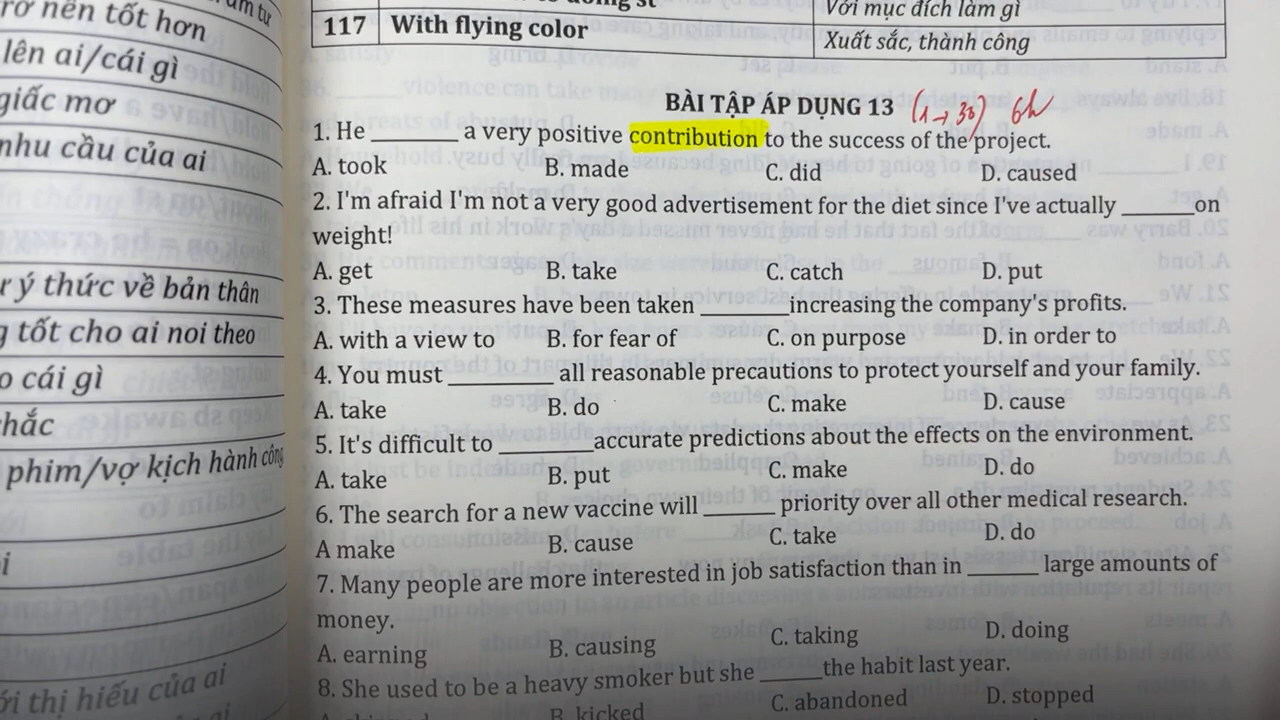 rở nên tốt hơn
lên ai/cái gì
giấc mơ
nhu cầu của ai
ý thức về bản thân
tốt cho ai noi theo
cái gì
chắc
phim/vợ kịch hành công
ới thị hiếu của ai
Với mục đích làm gì
117 With flying color Xuất sắc, thành công
BÀI TẬP ÁP DỤNG 13 (1→30) 6h
1. He ________ a very positive contribution to the success of the project.
A. took B. made C. did D. caused
2. I'm afraid I'm not a very good advertisement for the diet since I've actually ______ on
weight!
A. get B. take C. catch D. put
3. These measures have been taken ________increasing the company's profits.
A. with a view to B. for fear of C. on purpose D. in order to
4. You must _________ all reasonable precautions to protect yourself and your family.
A. take B. do C. make D. cause
5. It's difficult to ________ accurate predictions about the effects on the environment.
A. take B. put C. make D. do
6. The search for a new vaccine will ______ priority over all other medical research.
A make B. cause C. take D. do
7. Many people are more interested in job satisfaction than in ______ large amounts of
money.
A. earning B. causing C. taking D. doing
8. She used to be a heavy smoker but she _____the habit last year.
B. kicked C. abandoned D. stopped